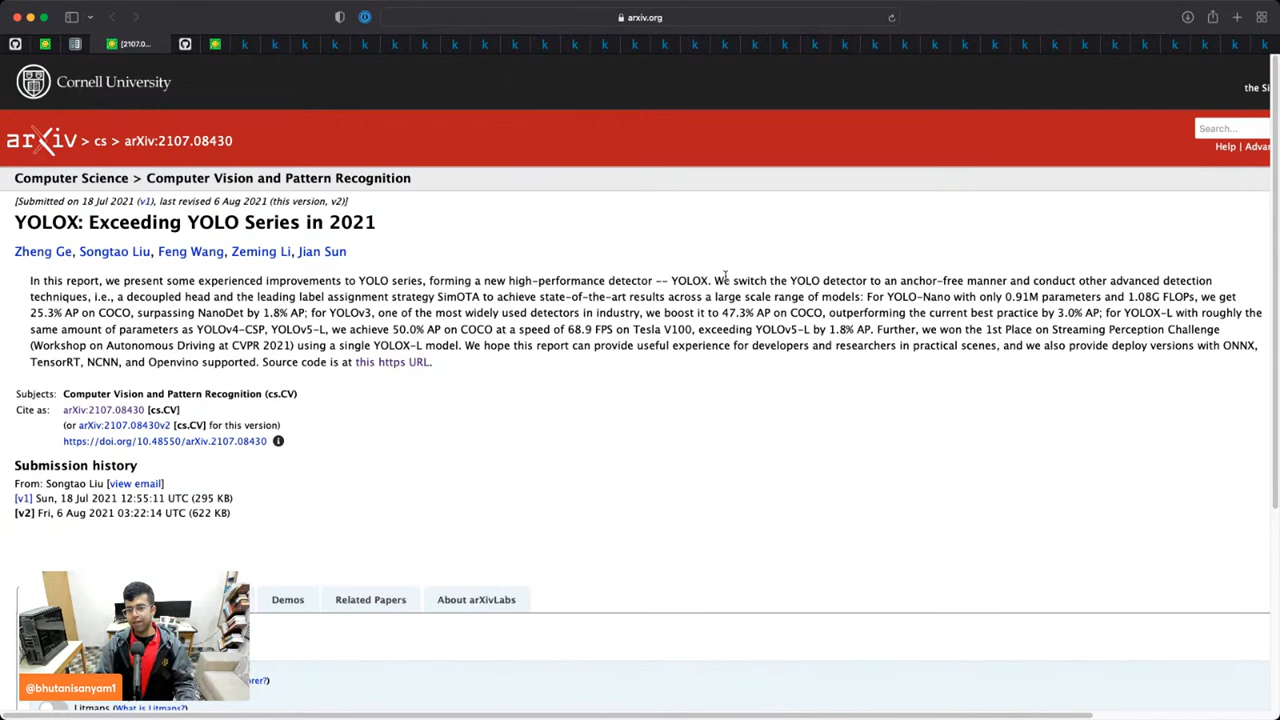 arxiv.org
[2107.0...
Cornell University
the Si
arXiv > cs > arXiv:2107.08430
Search...
Help | Advan
Computer Science > Computer Vision and Pattern Recognition
[Submitted on 18 Jul 2021 (v1), last revised 6 Aug 2021 (this version, v2)]
YOLOX: Exceeding YOLO Series in 2021
Zheng Ge, Songtao Liu, Feng Wang, Zeming Li, Jian Sun
In this report, we present some experienced improvements to YOLO series, forming a new high-performance detector -- YOLOX. We switch the YOLO detector to an anchor-free manner and conduct other advanced detection
techniques, i.e., a decoupled head and the leading label assignment strategy SimOTA to achieve state-of-the-art results across a large scale range of models: For YOLO-Nano with only 0.91M parameters and 1.08G FLOPs, we get
25.3% AP on COCO, surpassing NanoDet by 1.8% AP; for YOLOv3, one of the most widely used detectors in industry, we boost it to 47.3% AP on COCO, outperforming the current best practice by 3.0% AP; for YOLOX-L with roughly the
same amount of parameters as YOLOv4-CSP, YOLOv5-L, we achieve 50.0% AP on COCO at a speed of 68.9 FPS on Tesla V100, exceeding YOLOv5-L by 1.8% AP. Further, we won the 1st Place on Streaming Perception Challenge
(Workshop on Autonomous Driving at CVPR 2021) using a single YOLOX-L model. We hope this report can provide useful experience for developers and researchers in practical scenes, and we also provide deploy versions with ONNX,
TensorRT, NCNN, and Openvino supported. Source code is at this https URL.
Subjects: Computer Vision and Pattern Recognition (cs.CV)
Cite as: arXiv:2107.08430 [cs.CV]
(or arXiv:2107.08430v2 [cs.CV] for this version)
https://doi.org/10.48550/arXiv.2107.08430
Submission history
From: Songtao Liu [view email]
[v1] Sun, 18 Jul 2021 12:55:11 UTC (295 KB)
[v2] Fri, 6 Aug 2021 03:22:14 UTC (622 KB)
Demos
Related Papers
About arXivLabs
orer?)
@bhutanisanyam1
Litmaps (What is Litmaps?)